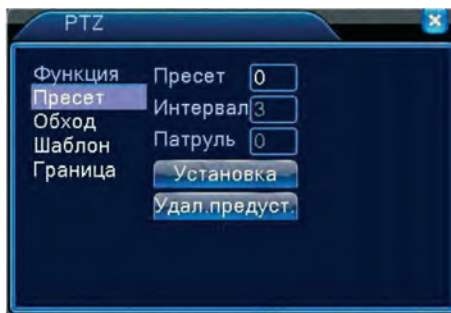 PTZ
Функция
Пресет
Обход
Шаблон
Граница
Пресет 0
Интервал 3
Патруль 0
Установка
Удал.предуст.